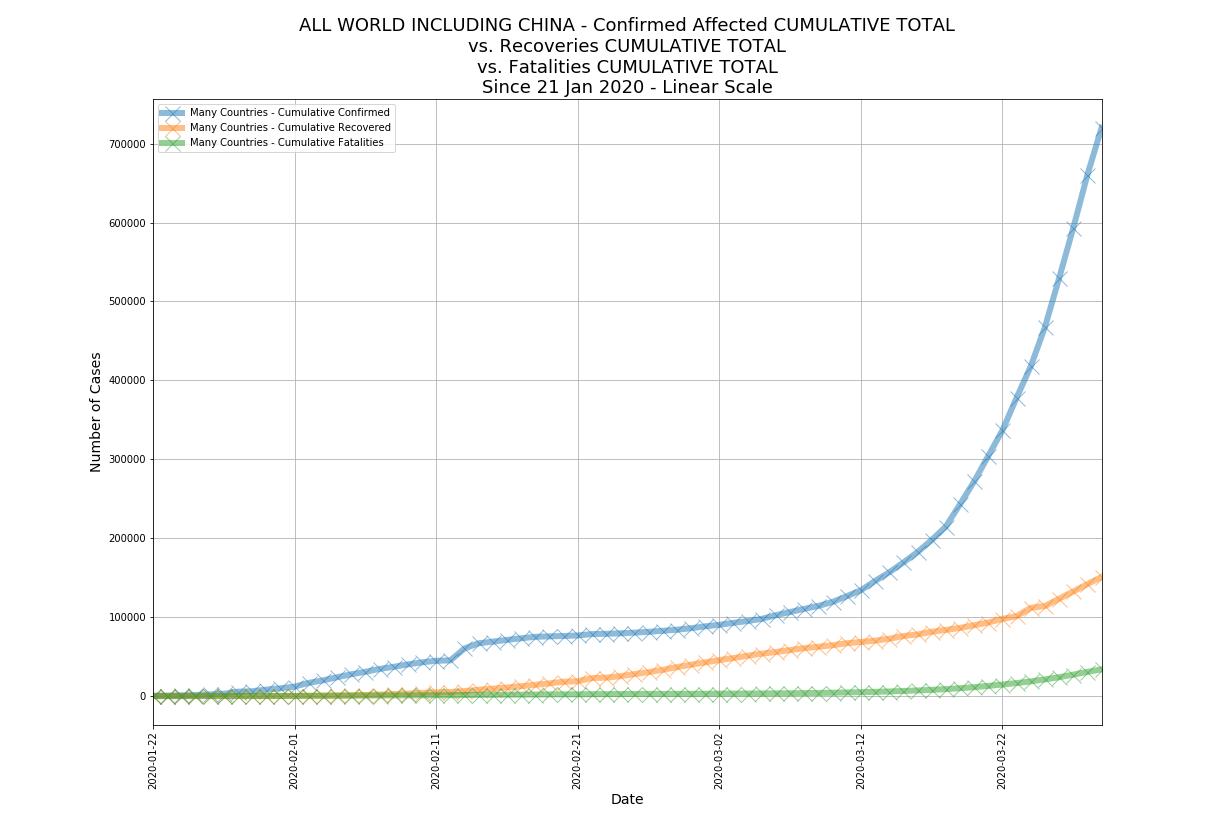 ALL WORLD INCLUDING CHINA - Confirmed Affected CUMULATIVE TOTAL
vs. Recoveries CUMULATIVE TOTAL
vs. Fatalities CUMULATIVE TOTAL
Since 21 Jan 2020 - Linear Scale
Many Countries - Cumulative Confirmed
Many Countries - Cumulative Recovered
Many Countries - Cumulative Fatalities
Number of Cases
700000
600000
500000
400000
300000
200000
100000
0
2020-01-22
2020-02-01
2020-02-11
2020-02-21
2020-03-02
2020-03-12
2020-03-22
Date